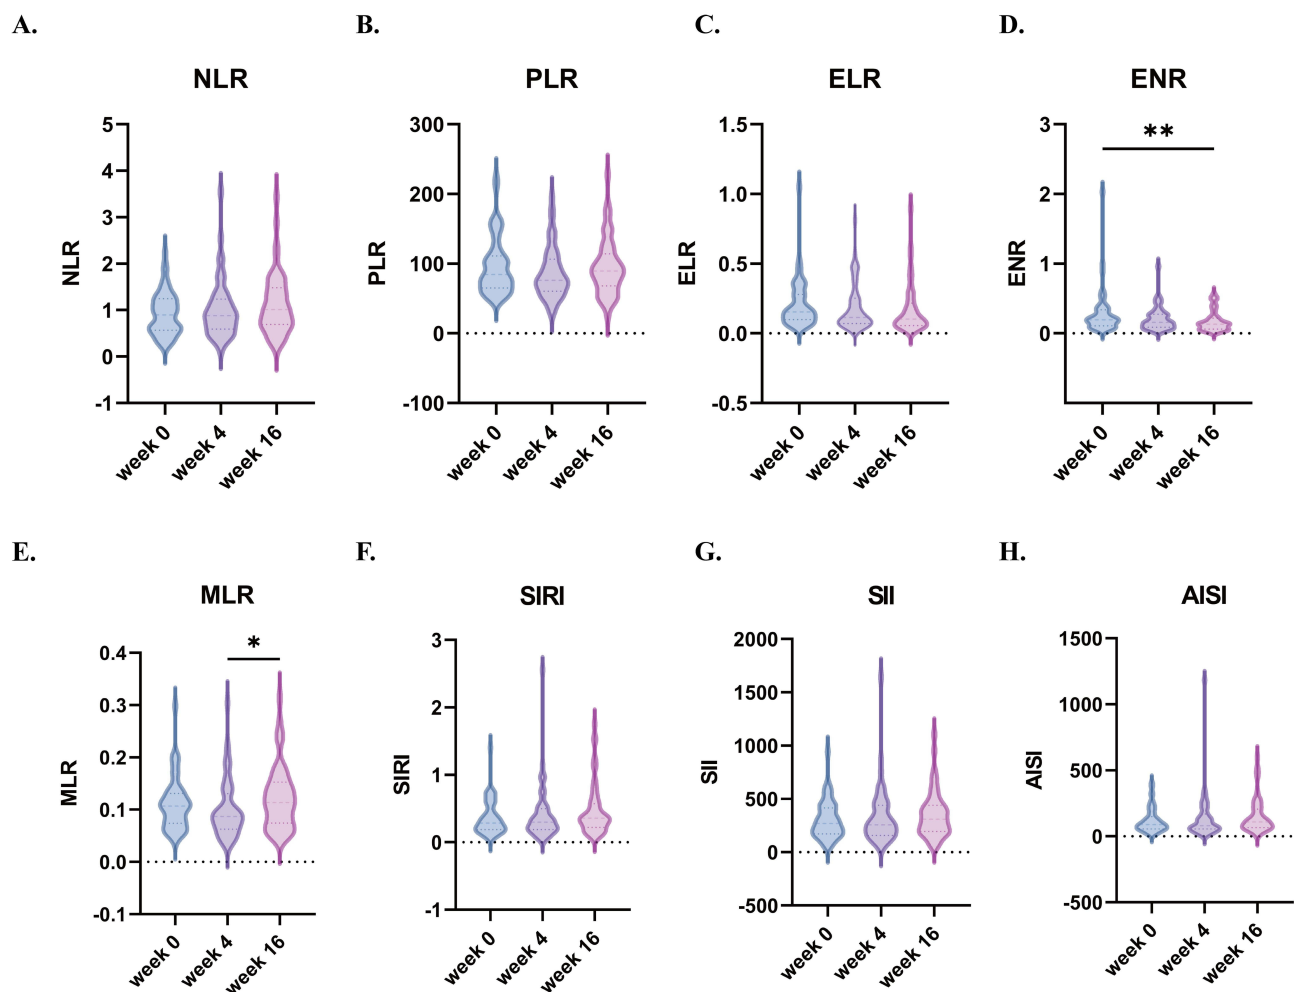 A.
B.
C.
D.
NLR
PLR
ELR
ENR
NLR
5
4
3
2
1
0
-1
week 0
week 4
week 16
PLR
300
200
100
0
-100
week 0
week 4
week 16
ELR
1.5
1.0
0.5
0.0
-0.5
week 0
week 4
week 16
ENR
3
2
1
0
**
week 0
week 4
week 16
E.
F.
G.
H.
MLR
SIRI
SII
AISI
MLR
0.4
0.3
0.2
0.1
0.0
-0.1
*
week 0
week 4
week 16
SIRI
3
2
1
0
-1
week 0
week 4
week 16
SII
2000
1500
1000
500
0
-500
week 0
week 4
week 16
AISI
1500
1000
500
0
-500
week 0
week 4
week 16